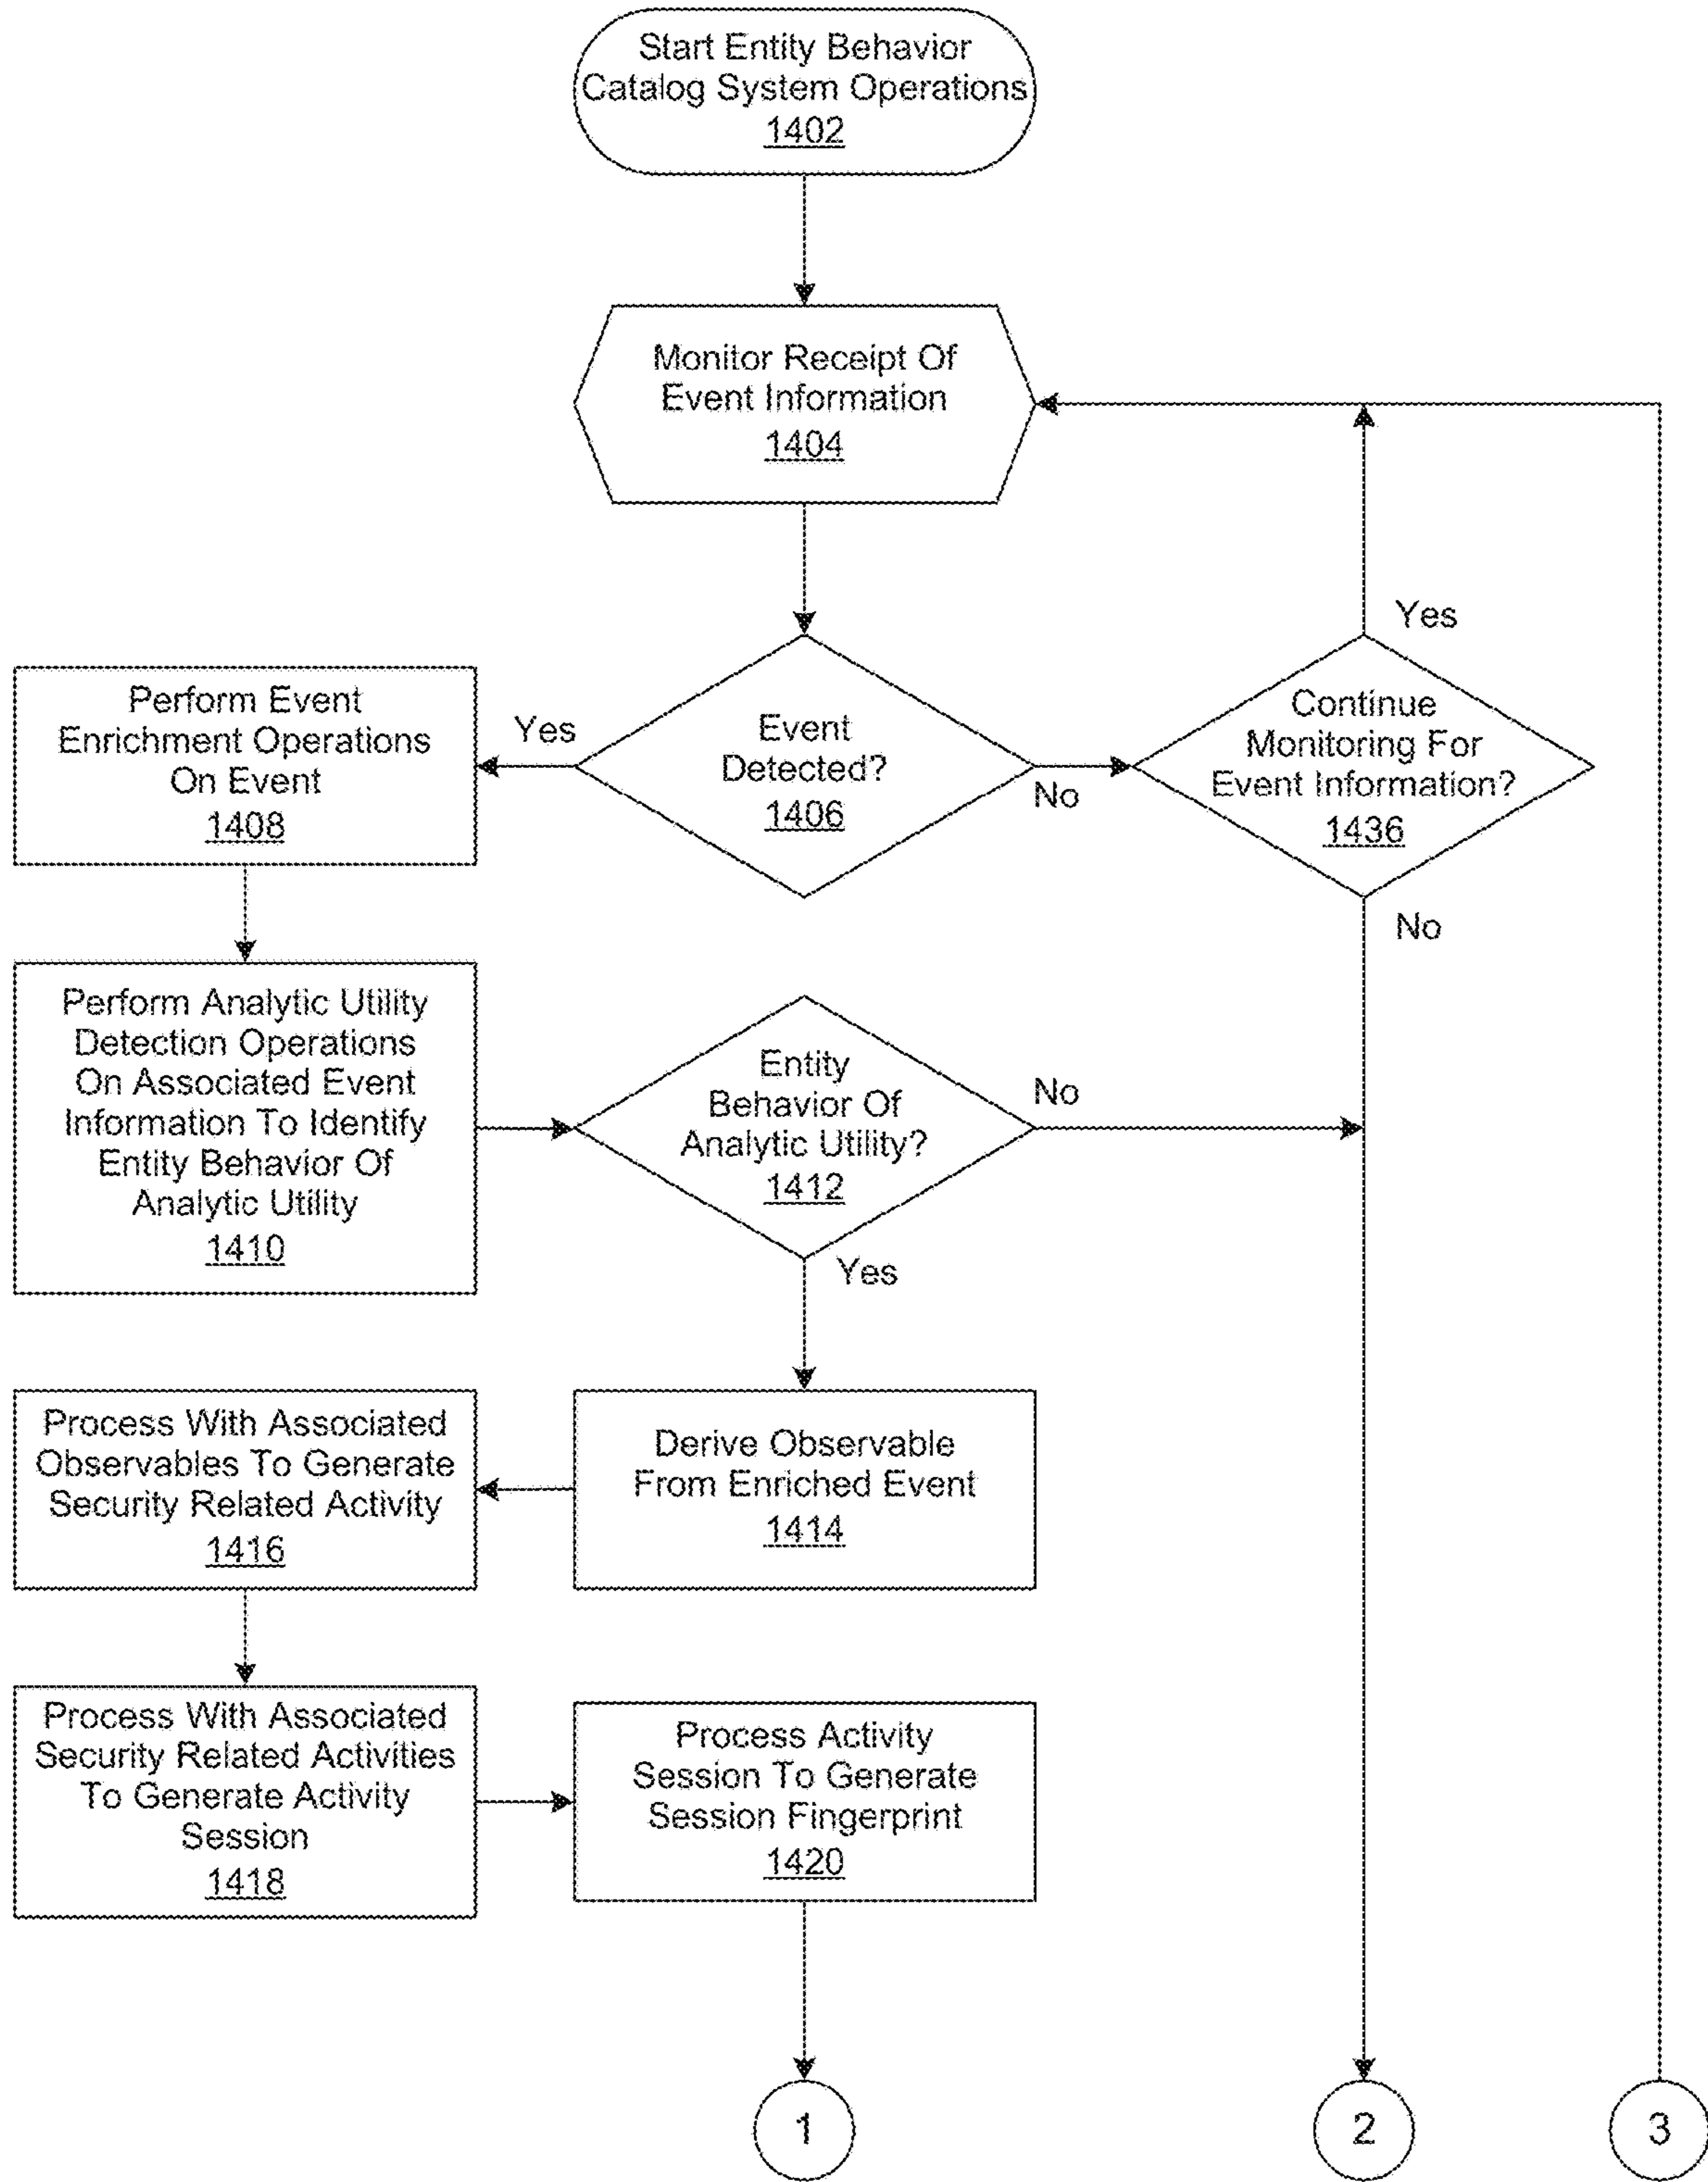 Start Entity Behavior
Catalog System Operations
1402
Monitor Receipt Of
Event Information
1404
Yes
Perform Event
Enrichment Operations
On Event
1408
Yes
Event
Detected?
1406
No
Continue
Monitoring For
Event Information?
1436
No
Perform Analytic Utility
Detection Operations
On Associated Event
Information To Identify
Entity Behavior Of
Analytic Utility
1410
Entity
Behavior Of
Analytic Utility?
1412
No
Yes
Process With Associated
Observables To Generate
Security Related Activity
1416
Derive Observable
From Enriched Event
1414
Process With Associated
Security Related Activities
To Generate Activity
Session
1418
Process Activity
Session To Generate
Session Fingerprint
1420
1
2
3